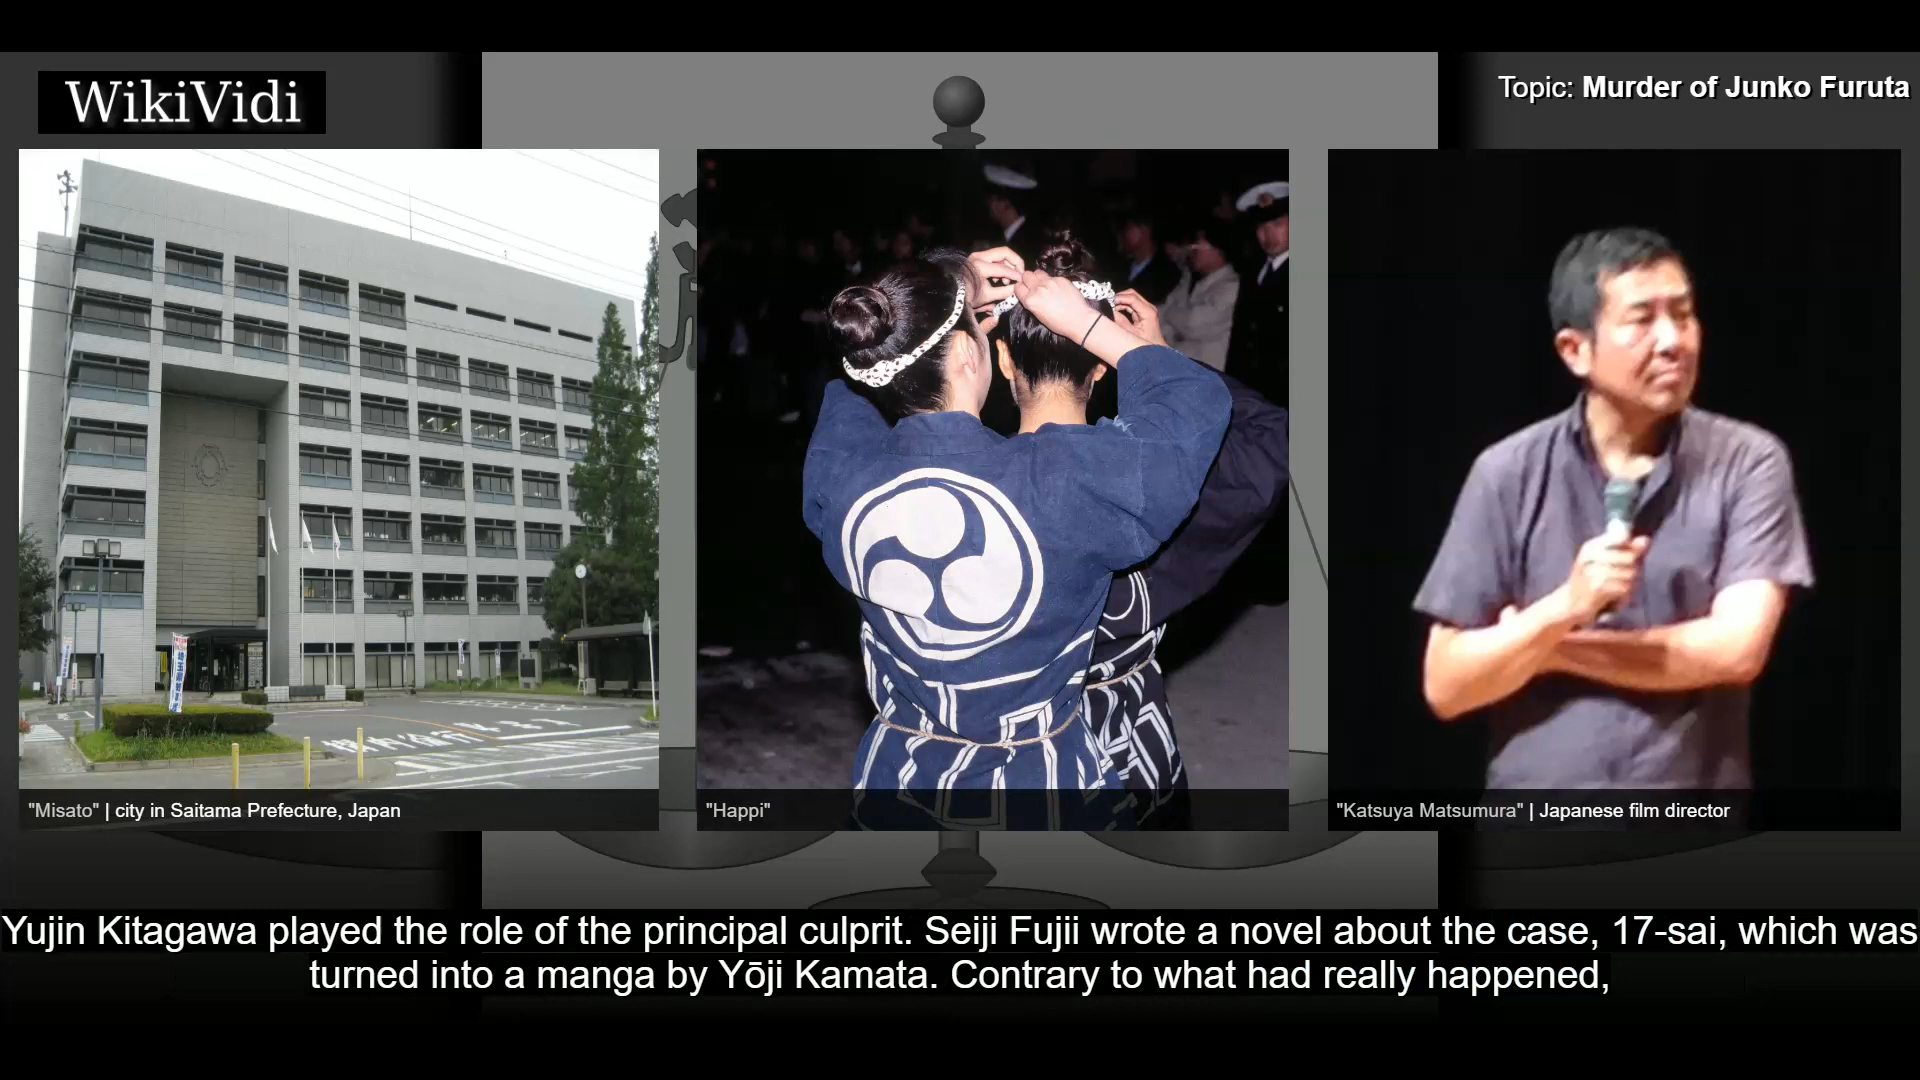 WikiVidi
Topic: Murder of Junko Furuta
"Misato" | city in Saitama Prefecture, Japan
"Happi"
"Katsuya Matsumura" | Japanese film director
Yujin Kitagawa played the role of the principal culprit. Seiji Fujii wrote a novel about the case, 17-sai, which was
turned into a manga by Yōji Kamata. Contrary to what had really happened,